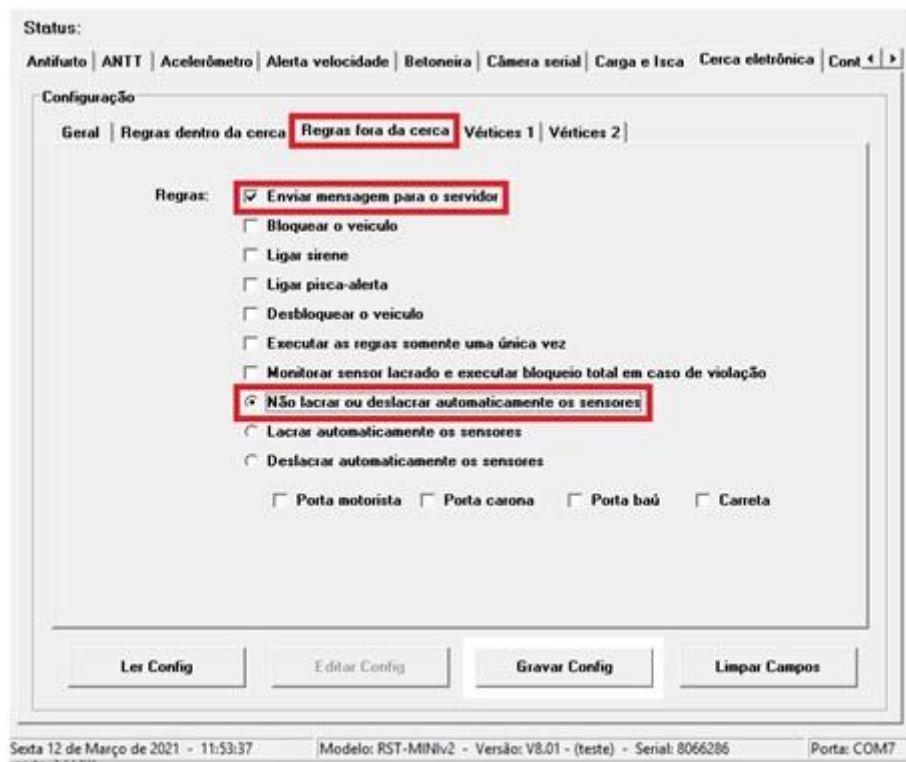 Status:
Antifurto | ANTT | Acelerômetro | Alerta velocidade | Betoneira | Câmera serial | Carga e Isca Cerca eletrônica | Cont
Configuração
Geral | Regras dentro da cerca Regras fora da cerca Vértices 1 | Vértices 2 |
Regras: Enviar mensagem para o servidor
Bloquear o veiculo
Ligar sirene
Ligar pisca-alerta
Desbloquear o veiculo
Executar as regras somente uma única vez
Monitorar sensor lacrado e executar bloqueio total em caso de violação
Não lacrar ou deslacrar automaticamente os sensores
Lacrar automaticamente os sensores
Deslacrar automaticamente os sensores
Porta motorista Porta carona Porta baú Carreta
Ler Config Editar Config Gravar Config Limpar Campos
Sexta 12 de Março de 2021 - 11:53:37 Modelo: RST-MINIv2 - Versão: V8.01 - (teste) - Serial: 8066286 Porta: COM7